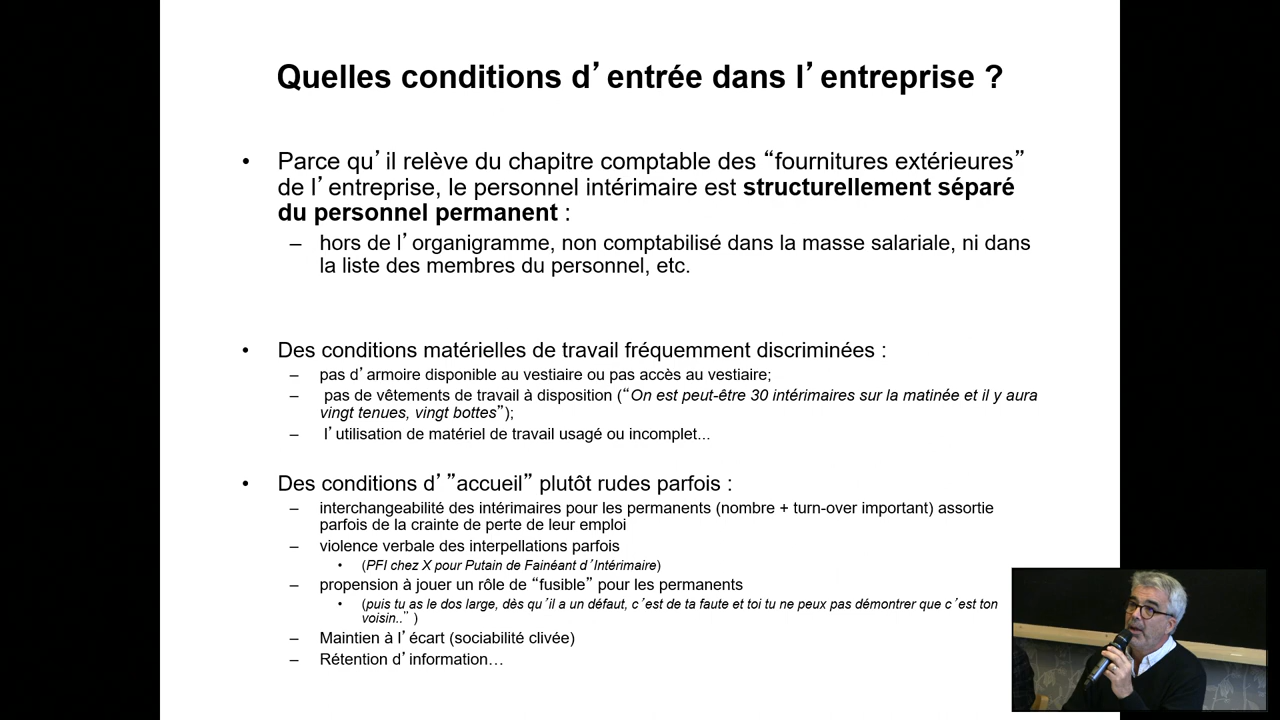 Quelles conditions d’entrée dans l’entreprise ?
• Parce qu’il relève du chapitre comptable des “fournitures extérieures”
de l’entreprise, le personnel intérimaire est structurellement séparé
du personnel permanent :
– hors de l’organigramme, non comptabilisé dans la masse salariale, ni dans
la liste des membres du personnel, etc.
• Des conditions matérielles de travail fréquemment discriminées :
– pas d’armoire disponible au vestiaire ou pas accès au vestiaire;
– pas de vêtements de travail à disposition (“On est peut-être 30 intérimaires sur la matinée et il y aura
vingt tenues, vingt bottes”);
– l’utilisation de matériel de travail usagé ou incomplet...
• Des conditions d’”accueil” plutôt rudes parfois :
– interchangeabilité des intérimaires pour les permanents (nombre + turn-over important) assortie
parfois de la crainte de perte de leur emploi
– violence verbale des interpellations parfois
• (PFI chez X pour Putain de Fainéant d’Intérimaire)
– propension à jouer un rôle de “fusible” pour les permanents
• (puis tu as le dos large, dès qu’il a un défaut, c’est de ta faute et toi tu ne peux pas démontrer que c’est ton
voisin..” )
– Maintien à l’écart (sociabilité clivée)
– Rétention d’information…